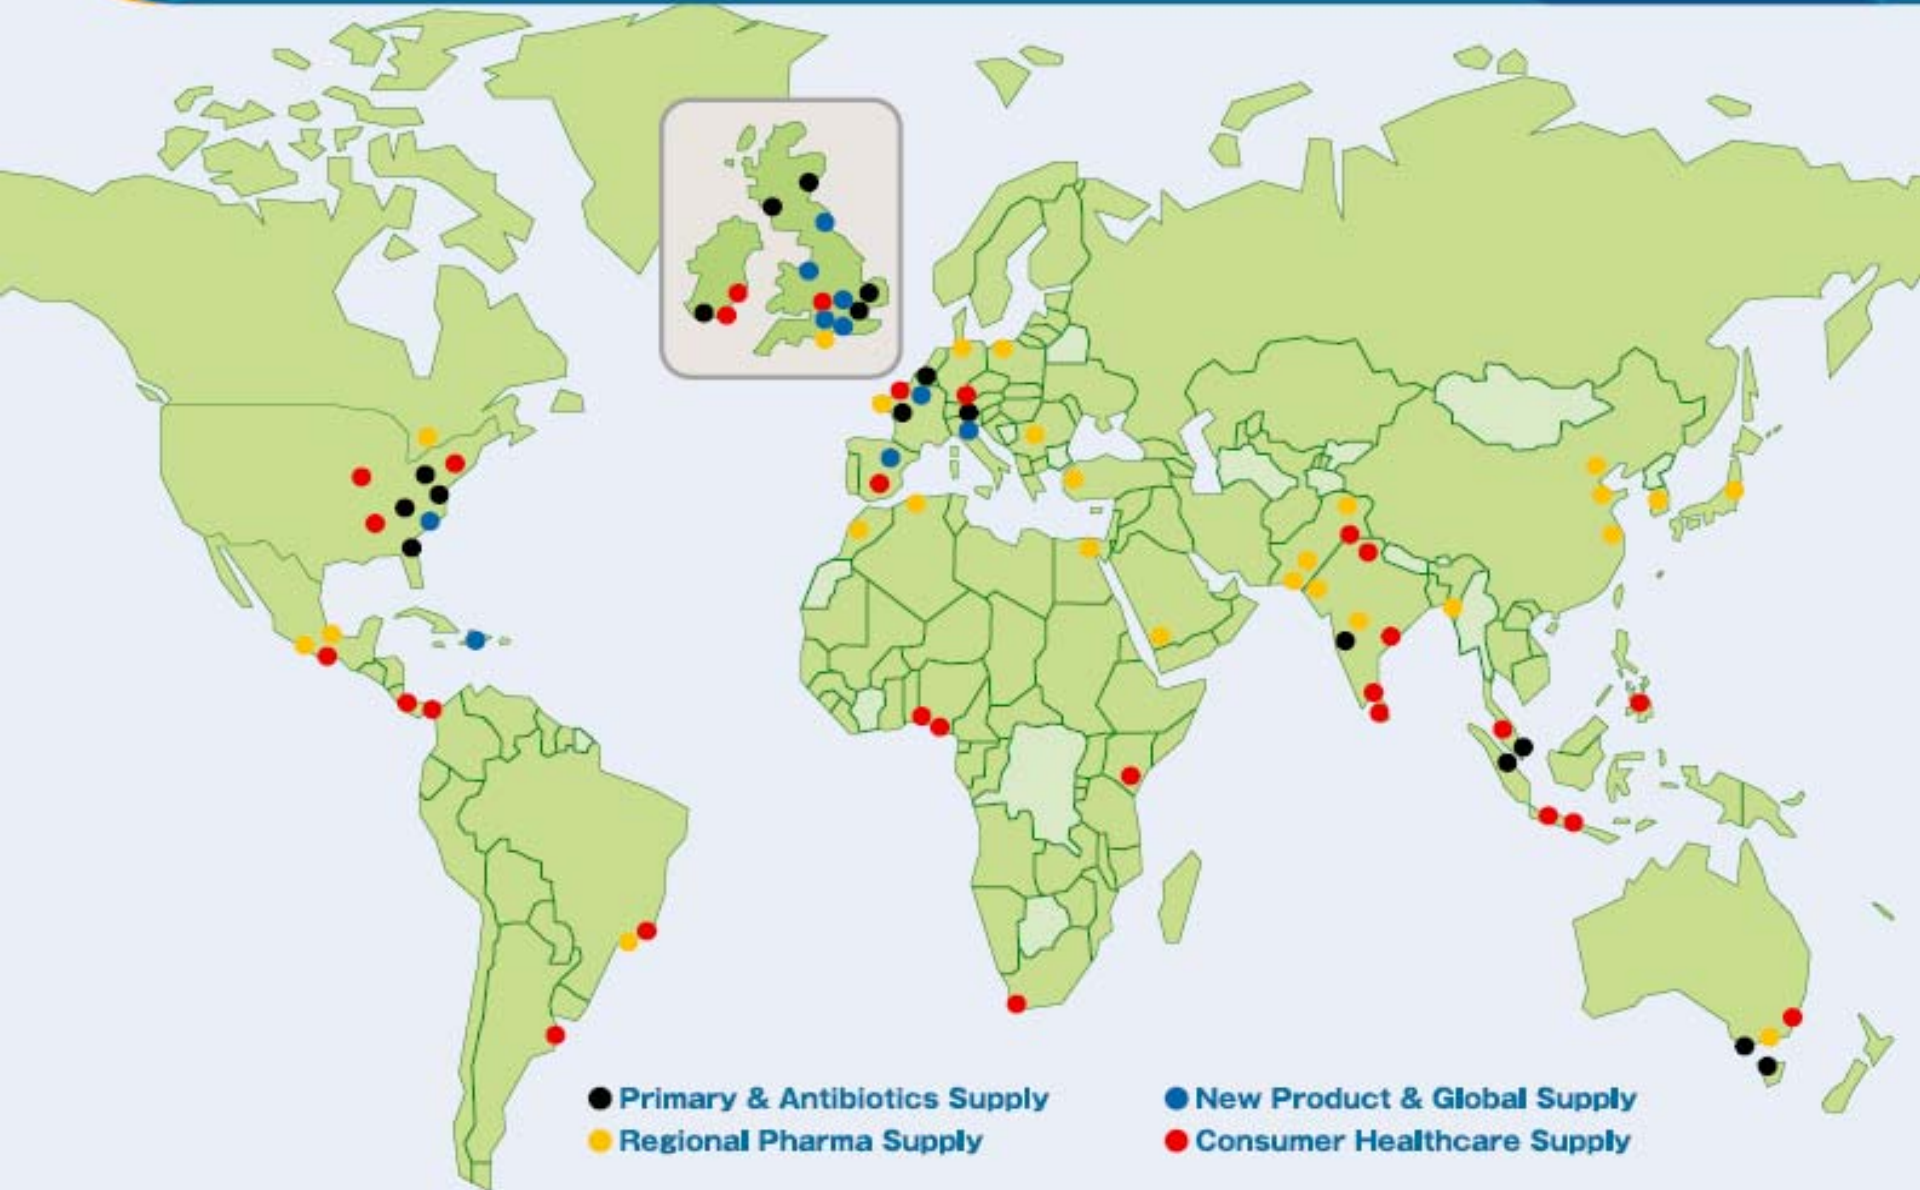 Primary & Antibiotics Supply
New Product & Global Supply
Regional Pharma Supply
Consumer Healthcare Supply